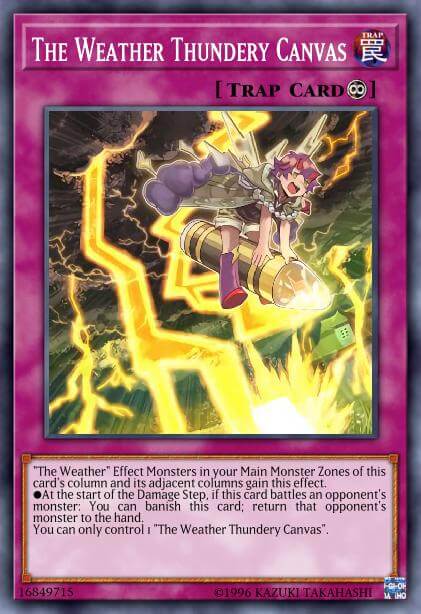 The Weather Thundery Canvas
TRAP
罠
[Trap Card♾]
"The Weather" Effect Monsters in your Main Monster Zones of this
card's column and its adjacent columns gain this effect.
●At the start of the Damage Step, if this card battles an opponent's
monster: You can banish this card; return that opponent's
monster to the hand.
You can only control 1 "The Weather Thundery Canvas".
16849715
©1996 KAZUKI TAKAHASHI